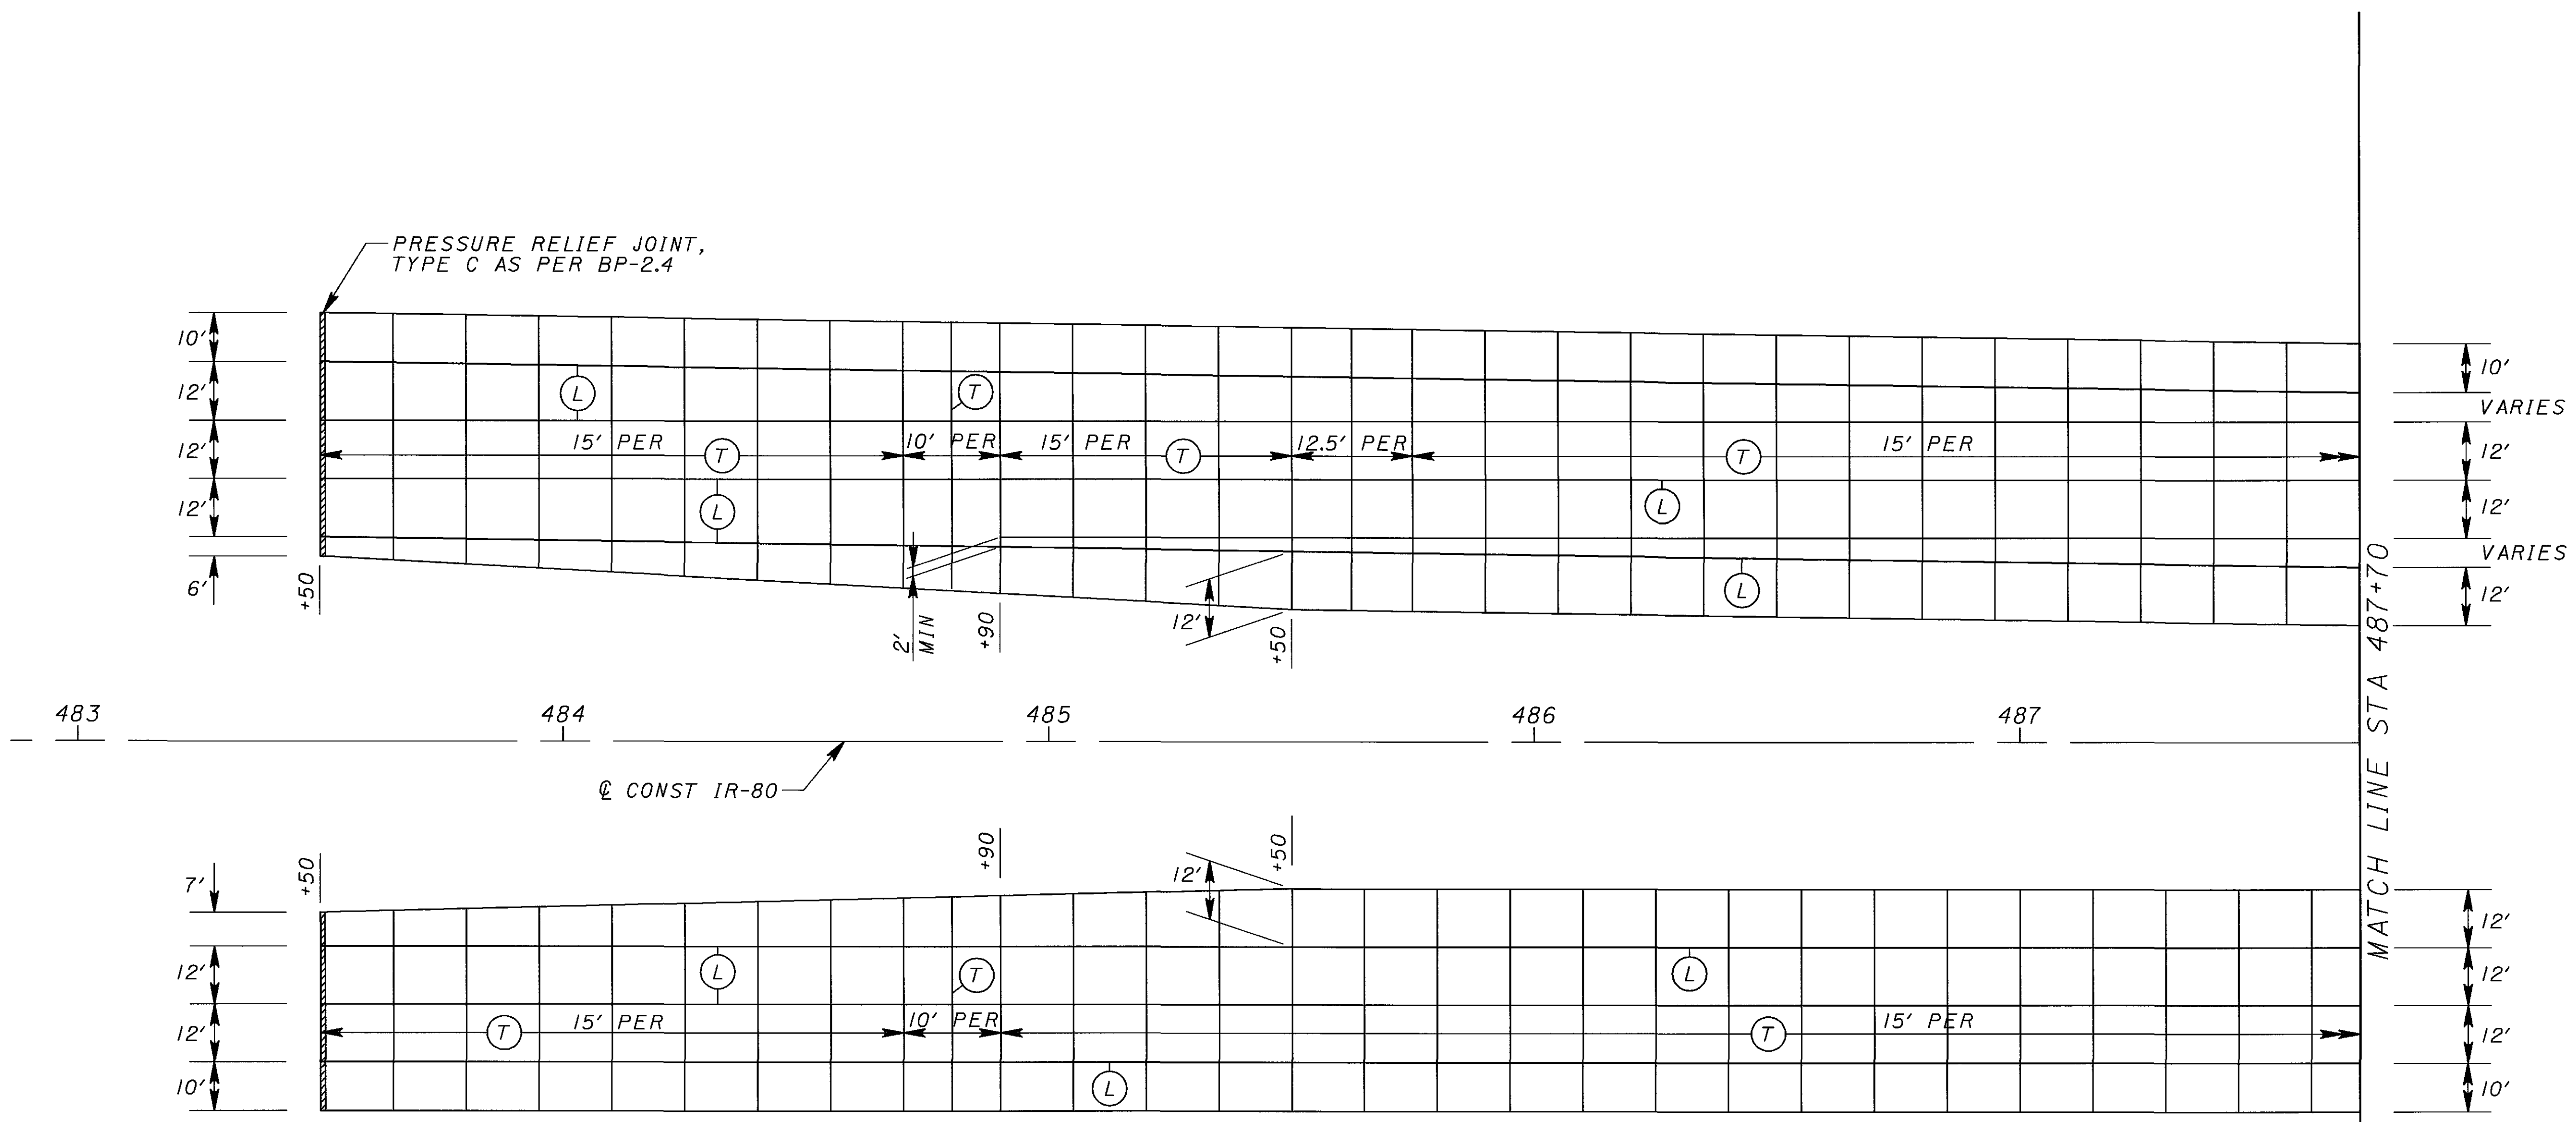 PRESSURE RELIEF JOINT,
TYPE C AS PER BP-2.4
10'
12'
12'
12'
6'
+50
L
T
15' PER
T
10' PER
15' PER
T
12.5' PER
T
15' PER
L
L
L
2'
MIN
+90
12'
+50
10'
VARIES
12'
12'
VARIES
12'
MATCH LINE STA 487+70
483
484
485
486
487
℄ CONST IR-80
+50
+90
12'
+50
7'
12'
12'
10'
L
T
L
T
15' PER
10' PER
T
15' PER
L
12'
12'
12'
10'